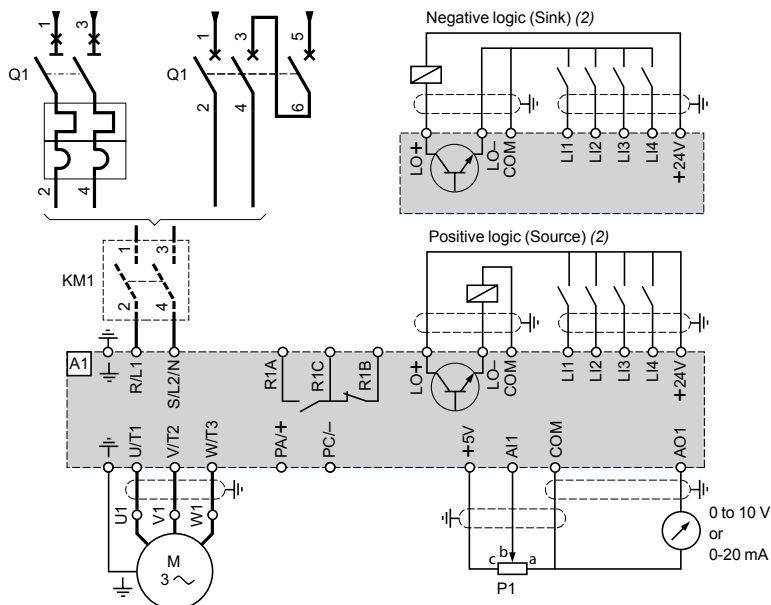 1 3
Q1
2 4
1 3 5
Q1
2 4 6
Negative logic (Sink) (2)
LO+ LO– COM LI1 LI2 LI3 LI4 +24V
Positive logic (Source) (2)
1 3
KM1
2 4
A1
R/L1 S/L2/N R1A R1C R1B LO+ LO– COM LI1 LI2 LI3 LI4 +24V
U/T1 V/T2 W/T3 PA/+ PC/– +5V AI1 COM AO1
U1 V1 W1
M
3
c b a
P1
0 to 10 V
or
0-20 mA